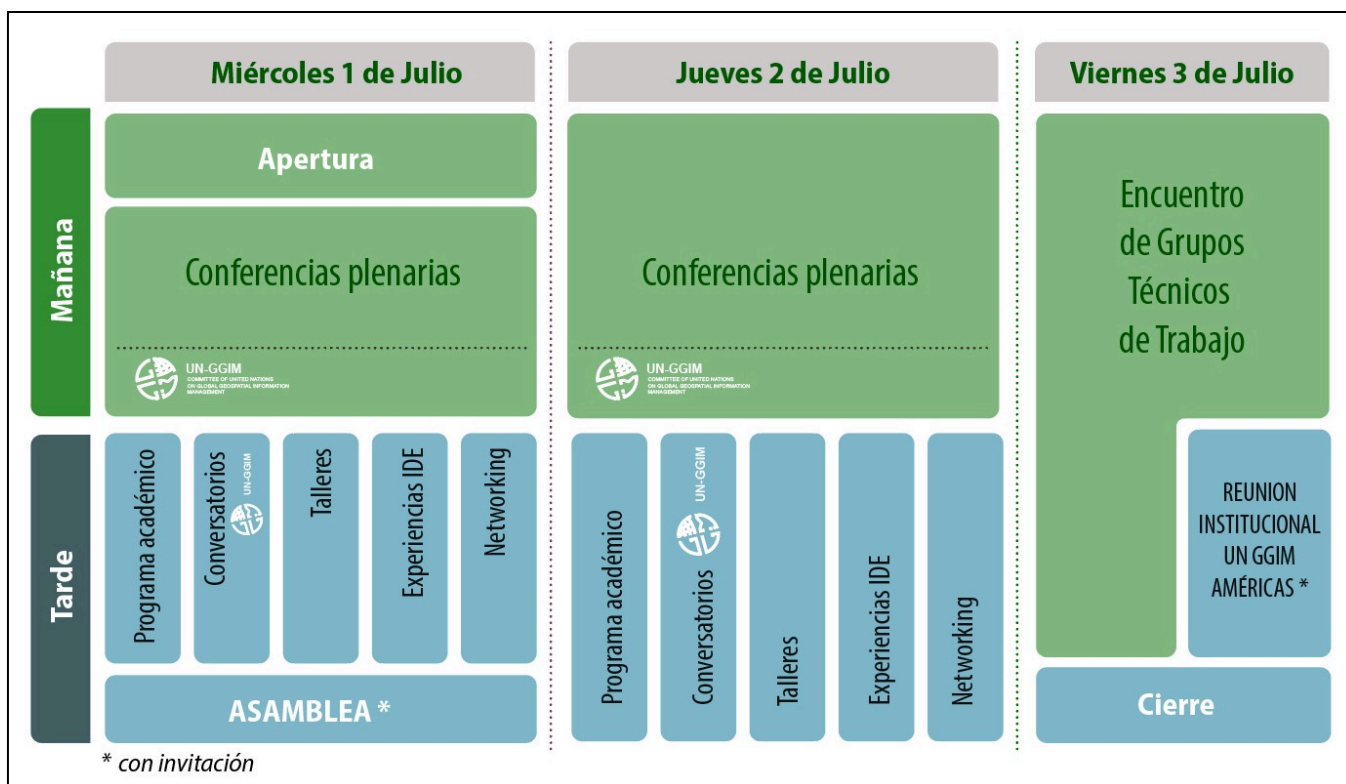 Miércoles 1 de Julio
Jueves 2 de Julio
Viernes 3 de Julio
Mañana
Apertura
Conferencias plenarias
UN-GGIM
COMMITTEE OF UNITED NATIONS
ON GLOBAL GEOSPATIAL INFORMATION
MANAGEMENT
Conferencias plenarias
UN-GGIM
COMMITTEE OF UNITED NATIONS
ON GLOBAL GEOSPATIAL INFORMATION
MANAGEMENT
Encuentro
de Grupos
Técnicos
de Trabajo
Tarde
Programa académico
Conversatorios
UN-GGIM
Talleres
Experiencias IDE
Networking
ASAMBLEA *
Programa académico
Conversatorios
UN-GGIM
Talleres
Experiencias IDE
Networking
REUNION
INSTITUCIONAL
UN GGIM
AMÉRICAS *
Cierre
* con invitación